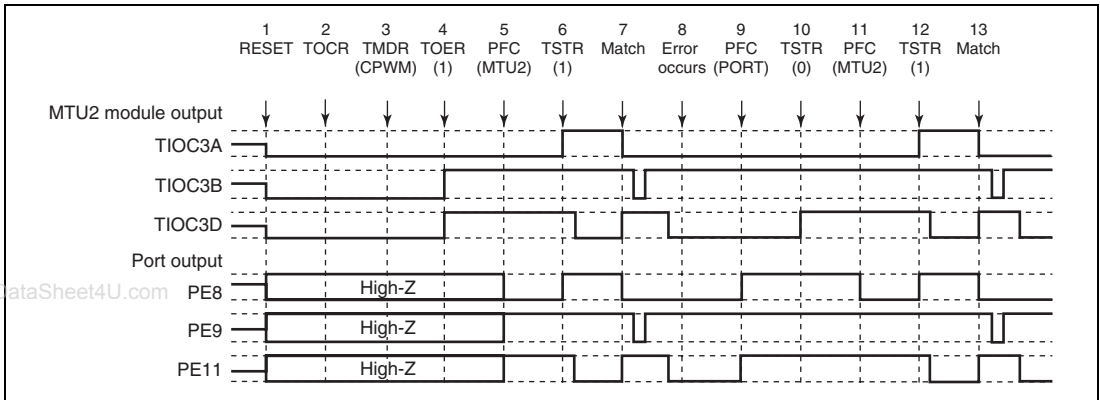 1 2 3 4 5 6 7 8 9 10 11 12 13
RESET TOCR TMDR TOER PFC TSTR Match Error PFC TSTR PFC TSTR Match
(CPWM) (1) (MTU2) (1) occurs (PORT) (0) (MTU2) (1)
MTU2 module output
TIOC3A
TIOC3B
TIOC3D
Port output
PE8 High-Z
PE9 High-Z
PE11 High-Z
DataSheet4U.com